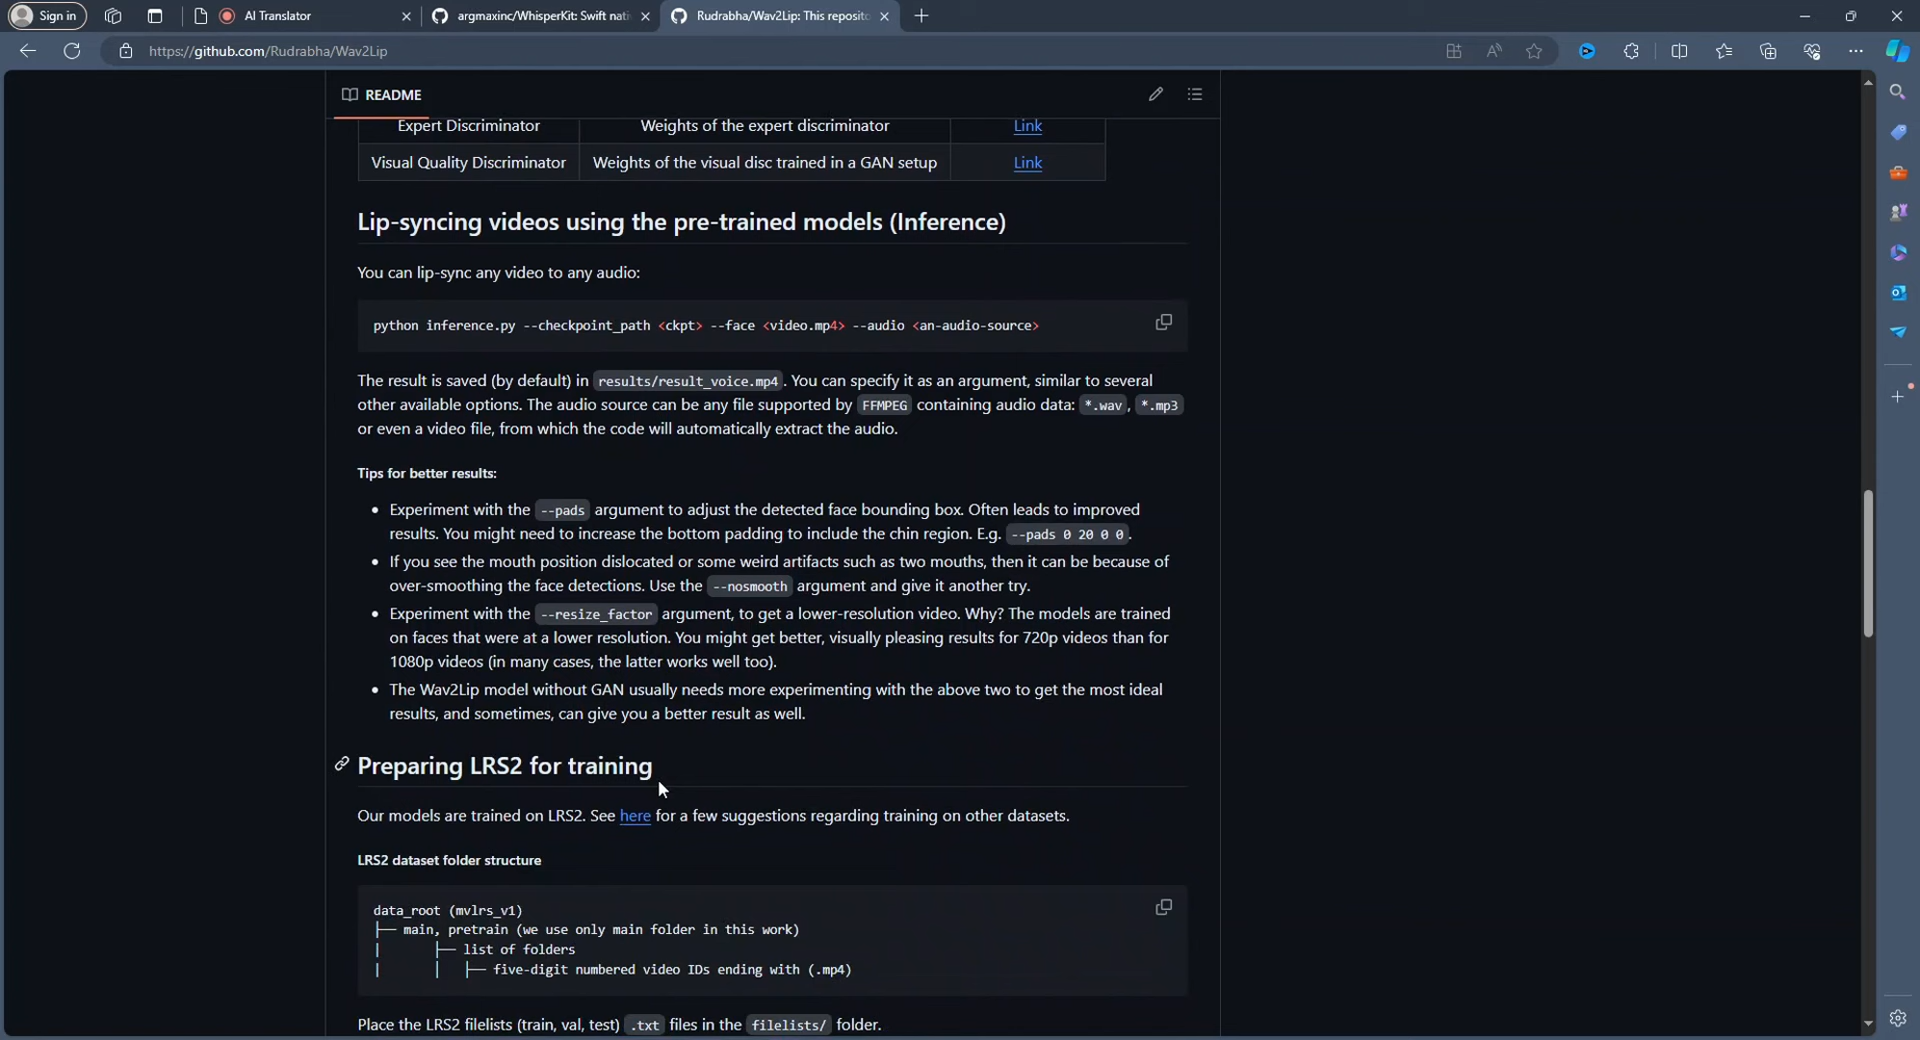 Sign in
AI Translator
argmaxinc/WhisperKit: Swift nati
Rudrabha/Wav2Lip: This reposito
https://github.com/Rudrabha/Wav2Lip
README
Expert Discriminator Weights of the expert discriminator Link
Visual Quality Discriminator Weights of the visual disc trained in a GAN setup Link
Lip-syncing videos using the pre-trained models (Inference)
You can lip-sync any video to any audio:
python inference.py --checkpoint_path <ckpt> --face <video.mp4> --audio <an-audio-source>
The result is saved (by default) in results/result_voice.mp4 . You can specify it as an argument, similar to several
other available options. The audio source can be any file supported by FFMPEG containing audio data: *.wav , *.mp3
or even a video file, from which the code will automatically extract the audio.
Tips for better results:
• Experiment with the --pads argument to adjust the detected face bounding box. Often leads to improved
results. You might need to increase the bottom padding to include the chin region. E.g. --pads 0 20 0 0 .
• If you see the mouth position dislocated or some weird artifacts such as two mouths, then it can be because of
over-smoothing the face detections. Use the --nosmooth argument and give it another try.
• Experiment with the --resize_factor argument, to get a lower-resolution video. Why? The models are trained
on faces that were at a lower resolution. You might get better, visually pleasing results for 720p videos than for
1080p videos (in many cases, the latter works well too).
• The Wav2Lip model without GAN usually needs more experimenting with the above two to get the most ideal
results, and sometimes, can give you a better result as well.
Preparing LRS2 for training
Our models are trained on LRS2. See here for a few suggestions regarding training on other datasets.
LRS2 dataset folder structure
data_root (mvlrs_v1)
├── main, pretrain (we use only main folder in this work)
| ├── list of folders
| │ ├── five-digit numbered video IDs ending with (.mp4)
Place the LRS2 filelists (train, val, test) .txt files in the filelists/ folder.